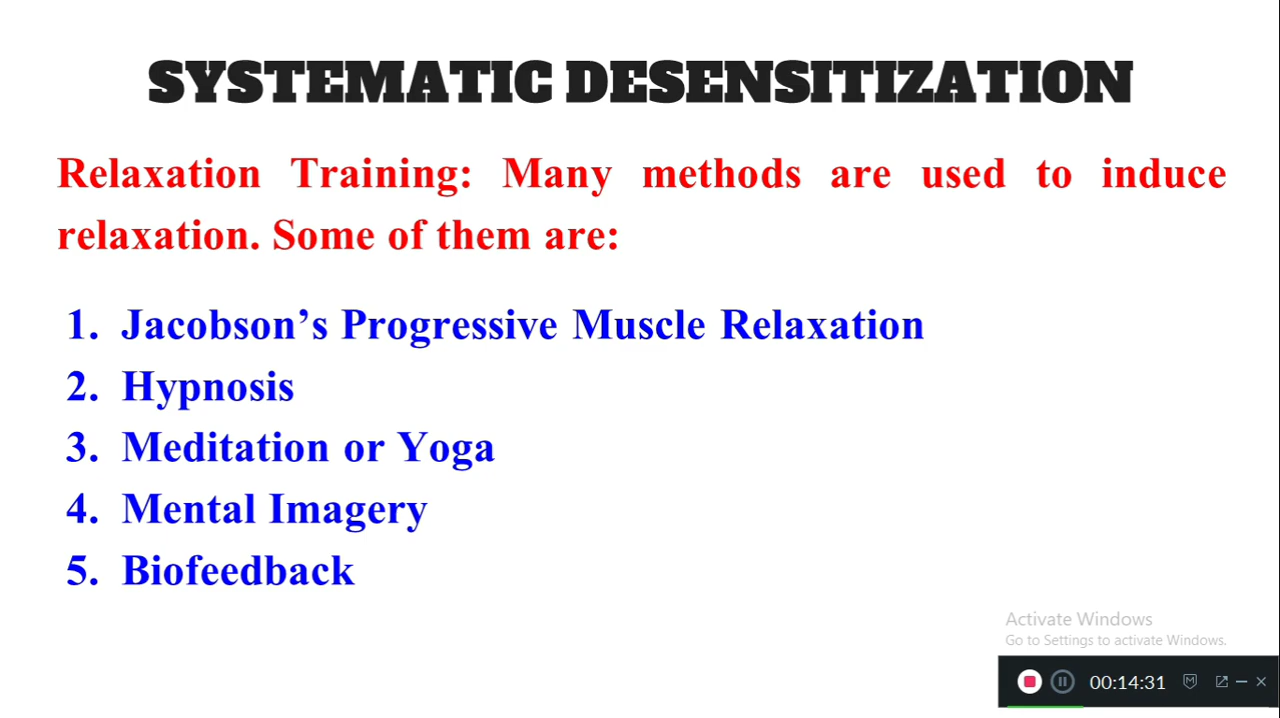 SYSTEMATIC DESENSITIZATION
Relaxation Training: Many methods are used to induce
relaxation. Some of them are:
1. Jacobson’s Progressive Muscle Relaxation
2. Hypnosis
3. Meditation or Yoga
4. Mental Imagery
5. Biofeedback
Activate Windows
Go to Settings to activate Windows.
00:14:31